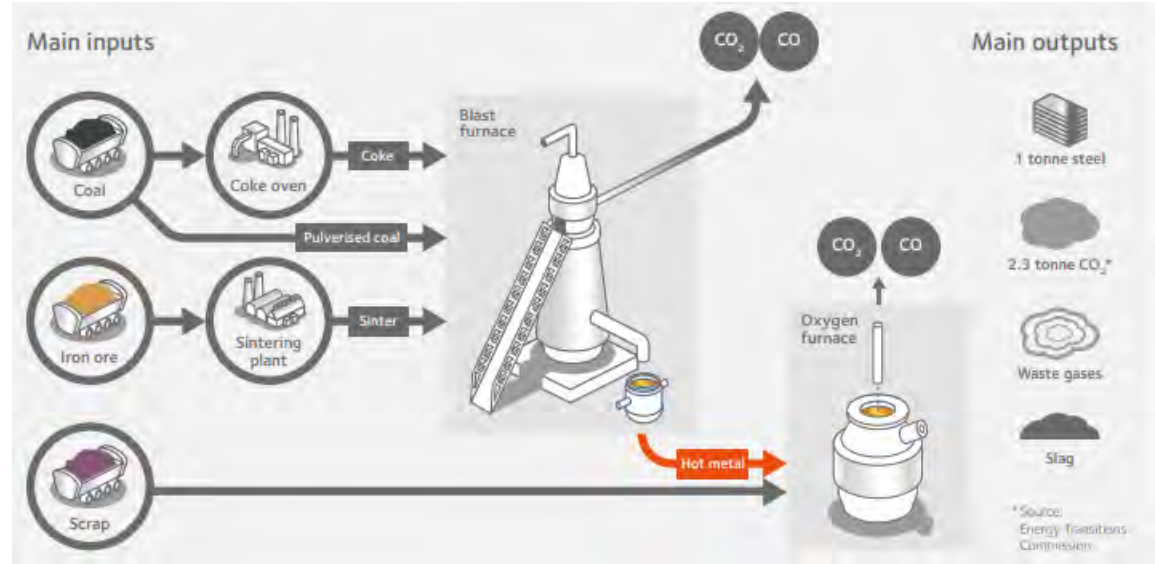 Main inputs
CO₂
CO
Main outputs
Blast
furnace
Coal
Coke oven
Coke
1 tonne steel
Pulverised coal
CO₂
CO
2.3 tonne CO₂*
Iron ore
Sintering
plant
Sinter
Oxygen
furnace
Waste gases
Hot metal
Slag
Scrap
* Source:
Energy Transitions
Commission